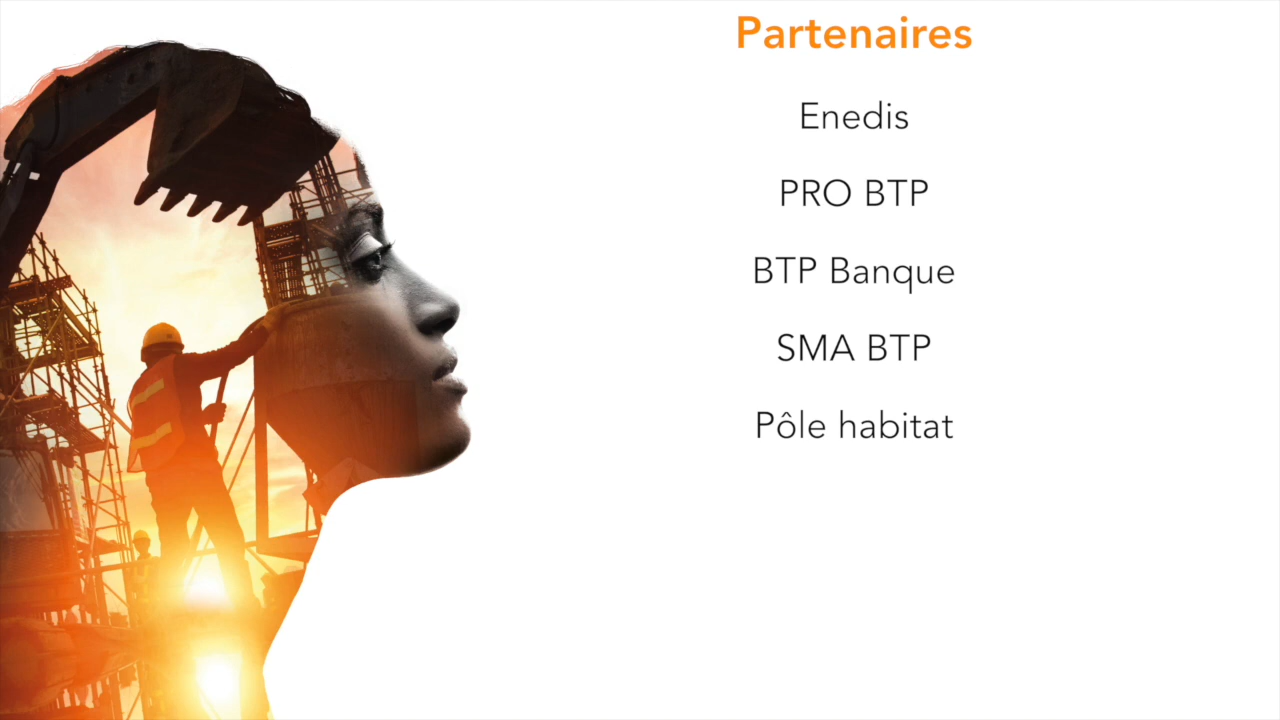 Partenaires
Enedis
PRO BTP
BTP Banque
SMA BTP
Pôle habitat